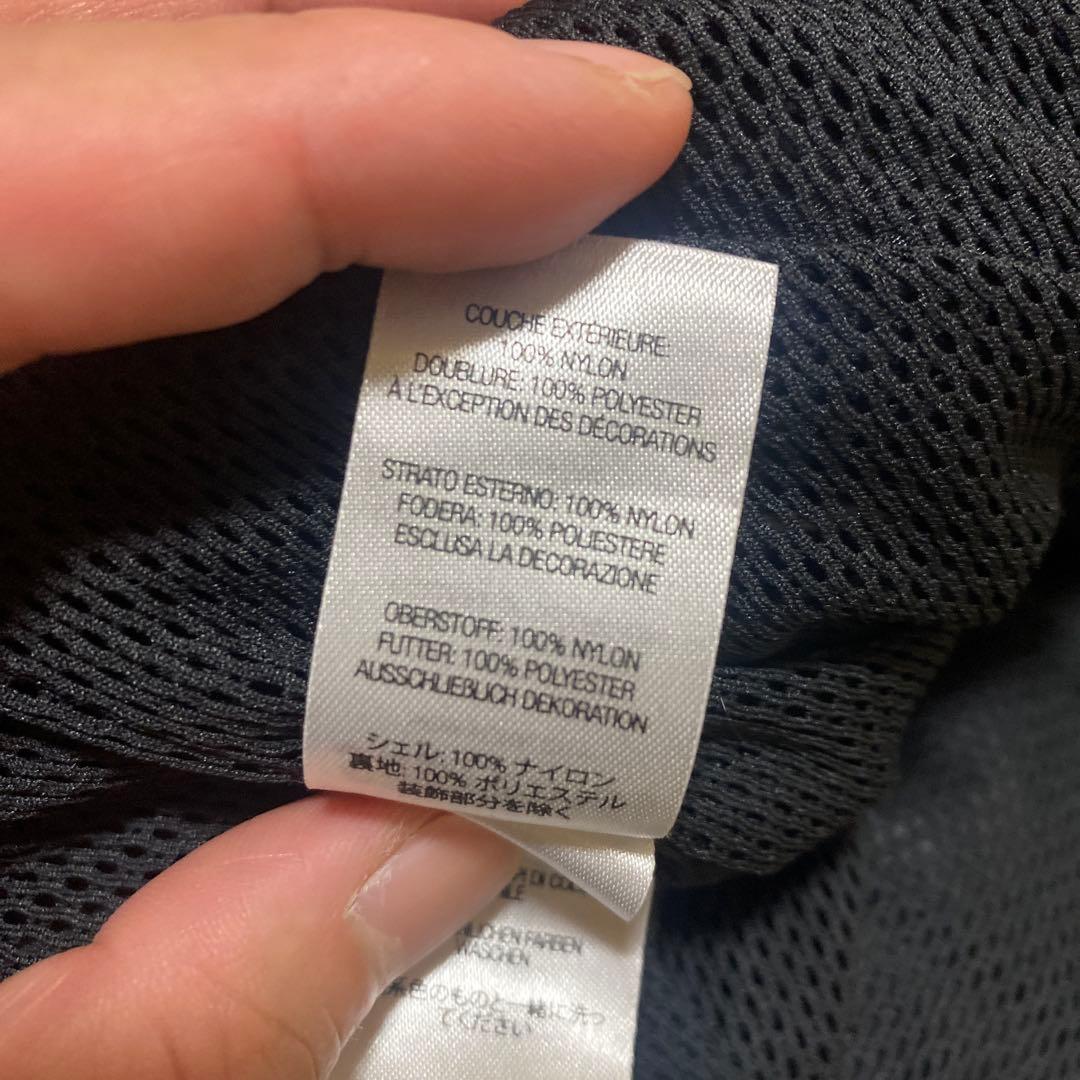 COUCHE EXTERIEURE:
100% NYLON
DOUBLURE: 100% POLYESTER
À L'EXCEPTION DES DÉCORATIONS
STRATO ESTERNO: 100% NYLON
FODERA: 100% POLIESTERE
ESCLUSA LA DECORAZIONE
OBERSTOFF: 100% NYLON
FUTTER: 100% POLYESTER
AUSSCHLIEẞLICH DEKORATION
シェル: 100% ナイロン
裏地: 100% ポリエステル
装飾部分を除く
DI
FARBEN
WASCHEN
色のものと一緒に洗っ
てください